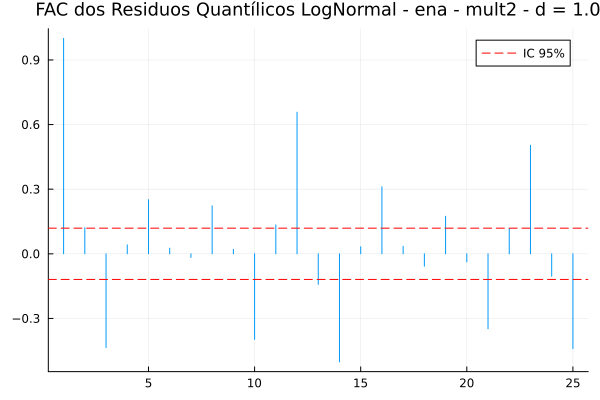 FAC dos Residuos Quantílicos LogNormal - ena - mult2 - d = 1.0
IC 95%
0.9
0.6
0.3
0.0
−0.3
5 10 15 20 25